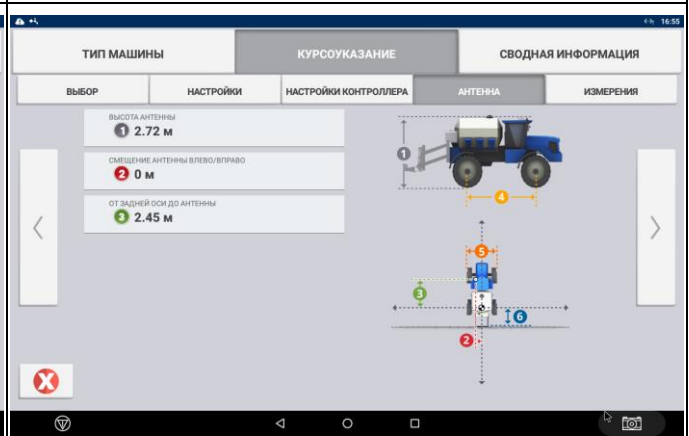 16:55
ТИП МАШИНЫ КУРСОУКАЗАНИЕ СВОДНАЯ ИНФОРМАЦИЯ
ВЫБОР НАСТРОЙКИ НАСТРОЙКИ КОНТРОЛЛЕРА АНТЕННА ИЗМЕРЕНИЯ
ВЫСОТА АНТЕННЫ
1 2.72 м
СМЕЩЕНИЕ АНТЕННЫ ВЛЕВО/ВПРАВО
2 0 м
ОТ ЗАДНЕЙ ОСИ ДО АНТЕННЫ
3 2.45 м
1
4
5
3
6
2